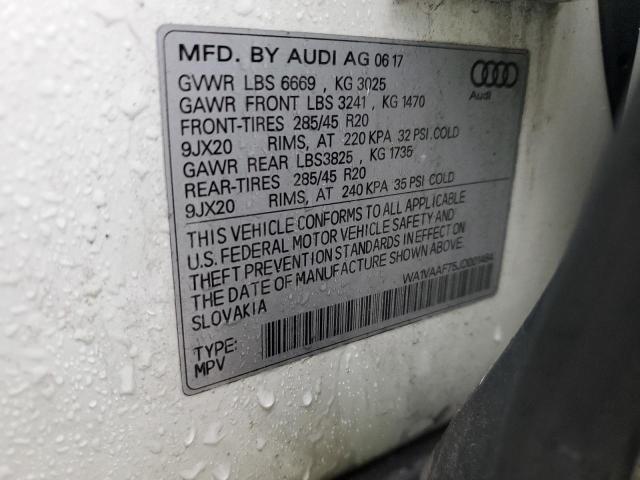 MFD. BY AUDI AG 06 17
GVWR LBS 6669 , KG 3025
GAWR FRONT LBS 3241 , KG 1470
FRONT-TIRES 285/45 R20
9JX20 RIMS, AT 220 KPA 32 PSI COLD
GAWR REAR LBS3825 , KG 1735
REAR-TIRES 285/45 R20
9JX20 RIMS, AT 240 KPA 35 PSI COLD
Audi
THIS VEHICLE CONFORMS TO ALL APPLICABLE
U.S. FEDERAL MOTOR VEHICLE SAFETY AND
THEFT PREVENTION STANDARDS IN EFFECT ON
THE DATE OF MANUFACTURE SHOWN ABOVE.
SLOVAKIA
WA1VAAF75JD001484
TYPE:
MPV